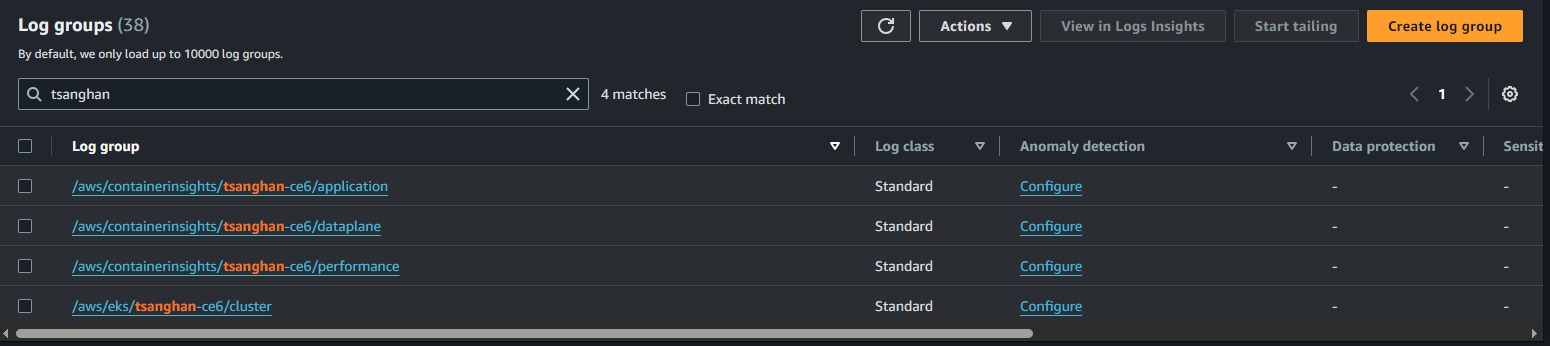 Log groups (38)
Actions
View in Logs Insights
Start tailing
Create log group
By default, we only load up to 10000 log groups.
tsanghan
4 matches
Exact match
1
Log group
Log class
Anomaly detection
Data protection
Sensit
/aws/containerinsights/tsanghan-ce6/application Standard Configure - -
/aws/containerinsights/tsanghan-ce6/dataplane Standard Configure - -
/aws/containerinsights/tsanghan-ce6/performance Standard Configure - -
/aws/eks/tsanghan-ce6/cluster Standard Configure - -